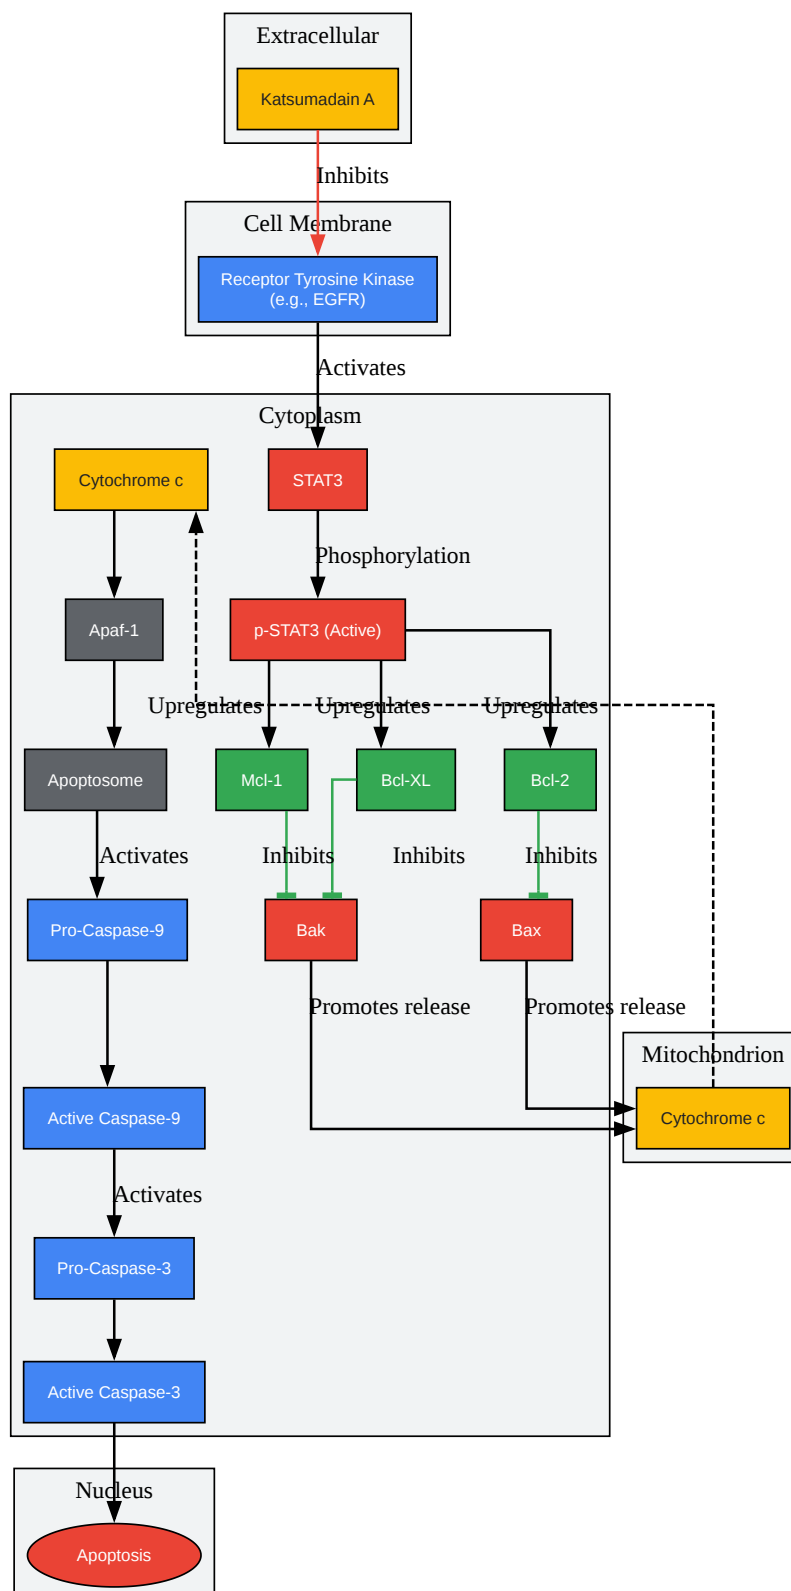 Extracellular
Katsumadain A
Inhibits
Cell Membrane
Receptor Tyrosine Kinase
(e.g., EGFR)
Activates
Cytoplasm
Cytochrome c
STAT3
Phosphorylation
Apaf-1
p-STAT3 (Active)
Upregulates
Upregulates
Upregulates
Apoptosome
Mcl-1
Bcl-XL
Bcl-2
Activates
Inhibits
Inhibits
Inhibits
Pro-Caspase-9
Bak
Bax
Promotes release
Promotes release
Mitochondrion
Active Caspase-9
Cytochrome c
Activates
Pro-Caspase-3
Active Caspase-3
Nucleus
Apoptosis